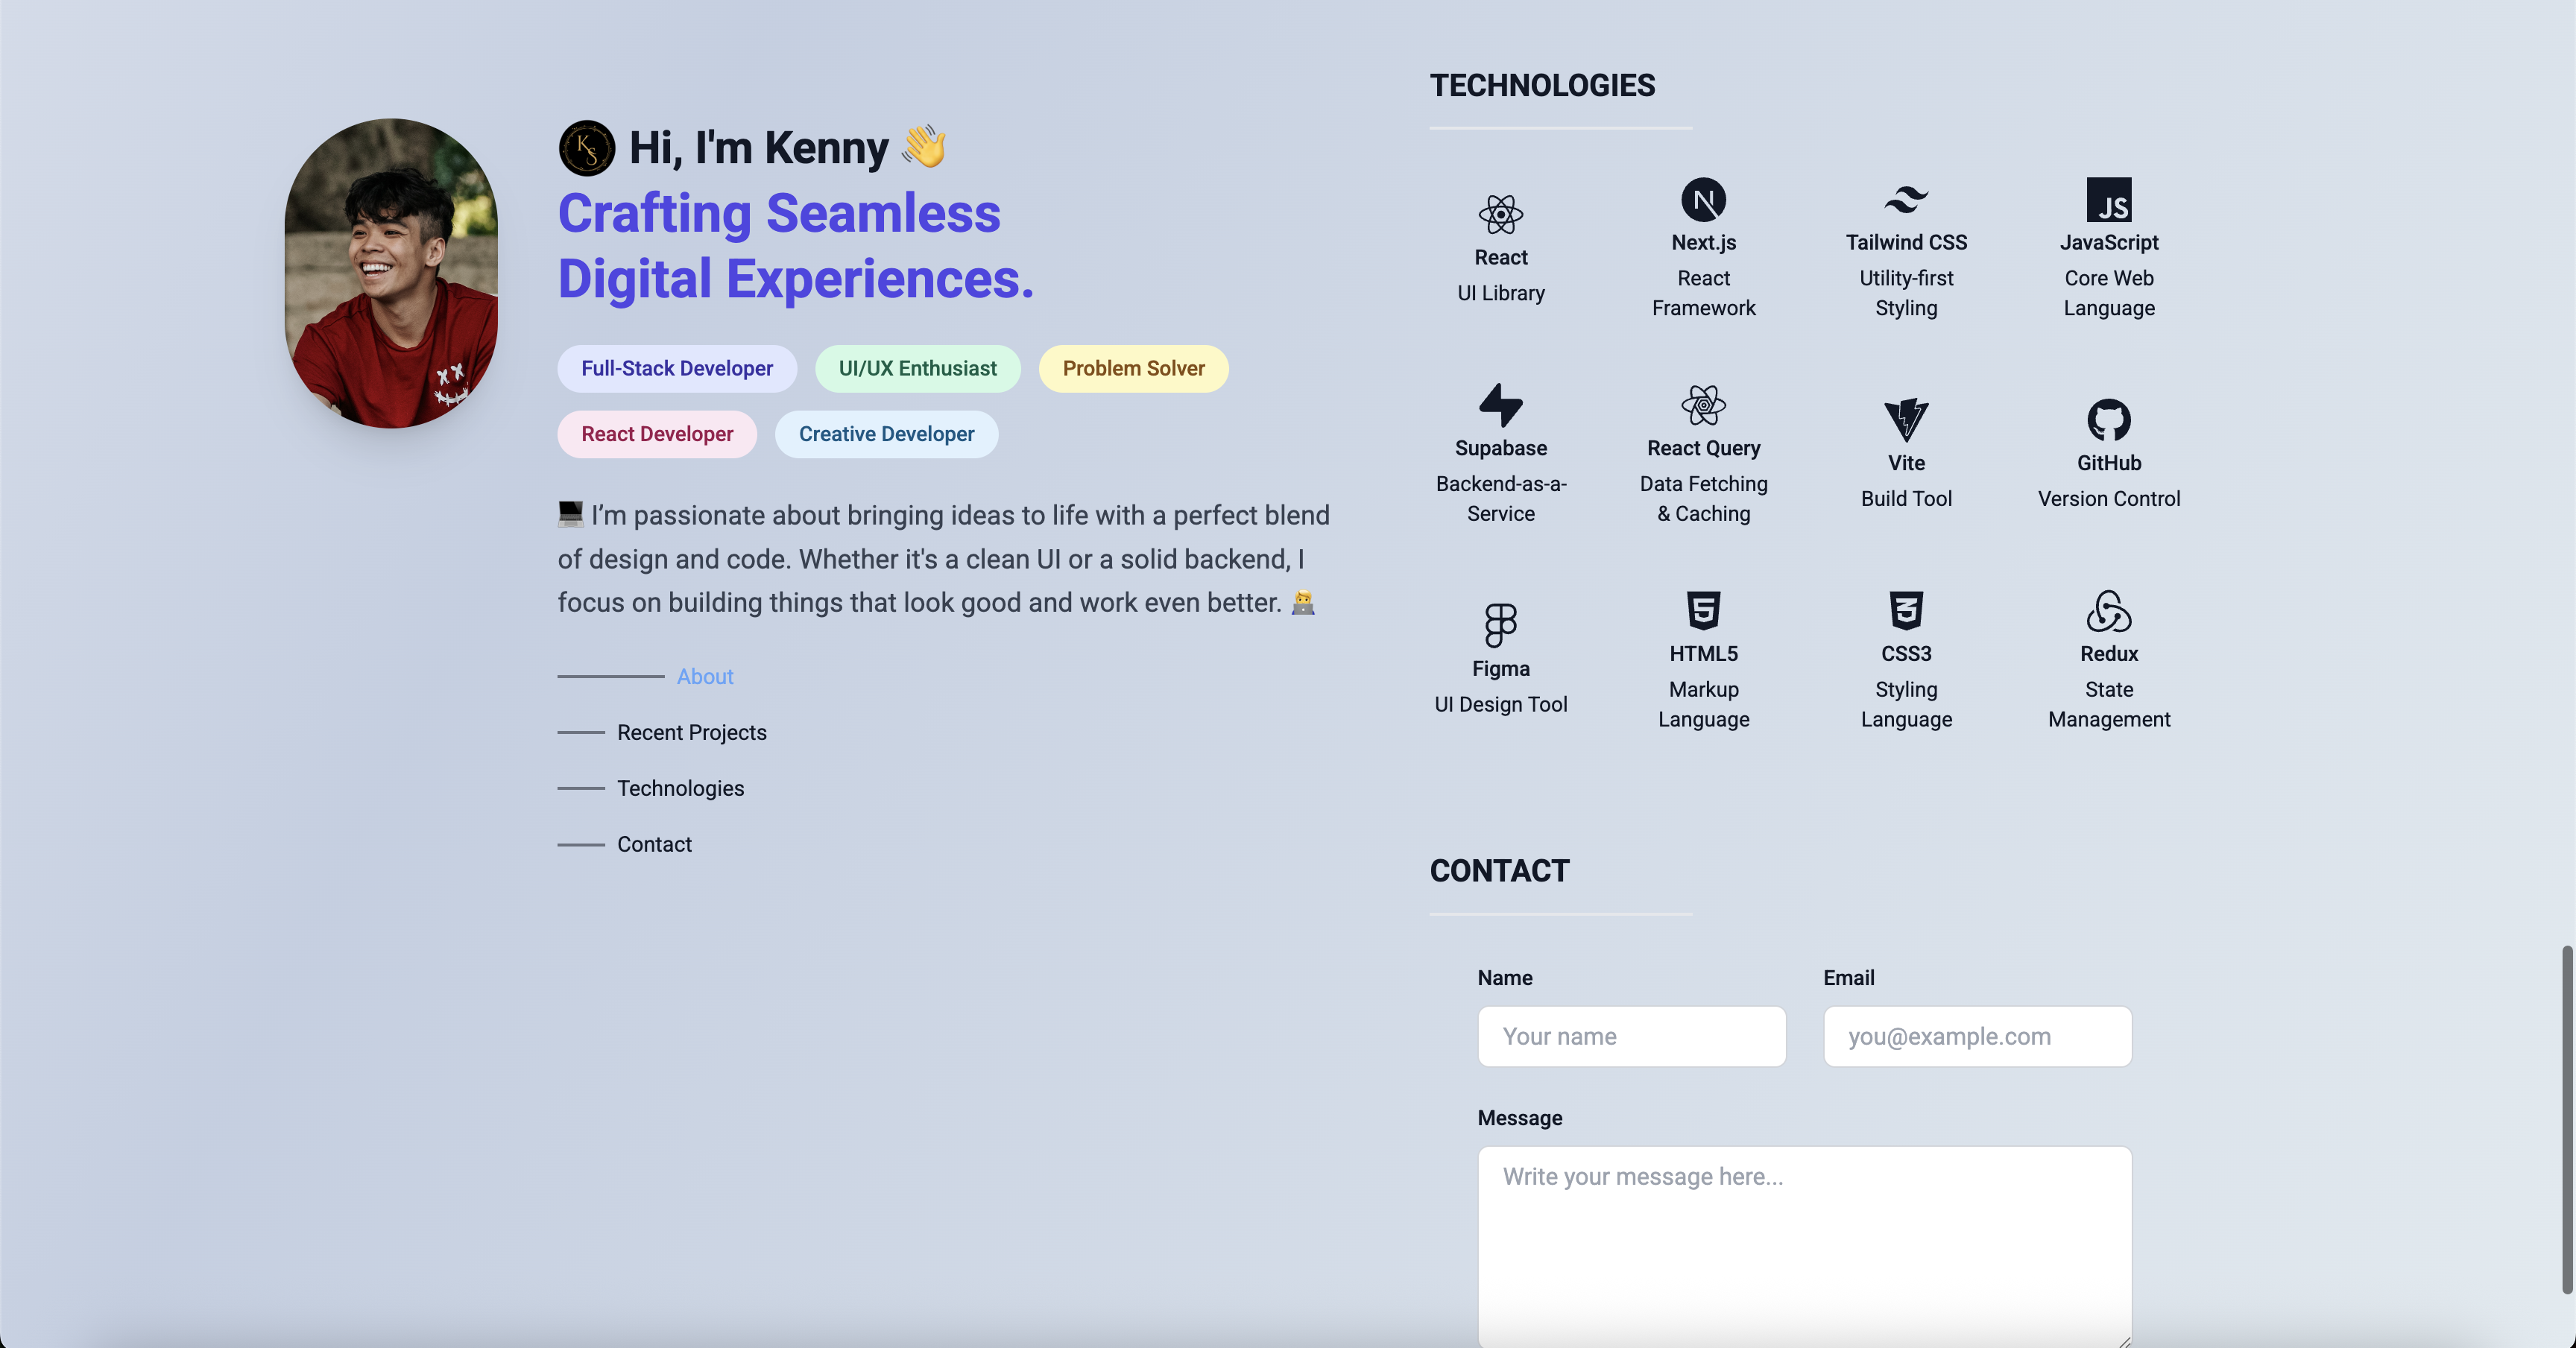 KS
Hi, I'm Kenny 👋
Crafting Seamless
Digital Experiences.
Full-Stack Developer
UI/UX Enthusiast
Problem Solver
React Developer
Creative Developer
💻 I’m passionate about bringing ideas to life with a perfect blend
of design and code. Whether it's a clean UI or a solid backend, I
focus on building things that look good and work even better. 🧑‍💻
About
Recent Projects
Technologies
Contact
TECHNOLOGIES
React
UI Library
N
Next.js
React
Framework
Tailwind CSS
Utility-first
Styling
JS
JavaScript
Core Web
Language
Supabase
Backend-as-a-
Service
React Query
Data Fetching
& Caching
Vite
Build Tool
GitHub
Version Control
Figma
UI Design Tool
5
HTML5
Markup
Language
3
CSS3
Styling
Language
Redux
State
Management
CONTACT
Name
Your name
Email
you@example.com
Message
Write your message here...